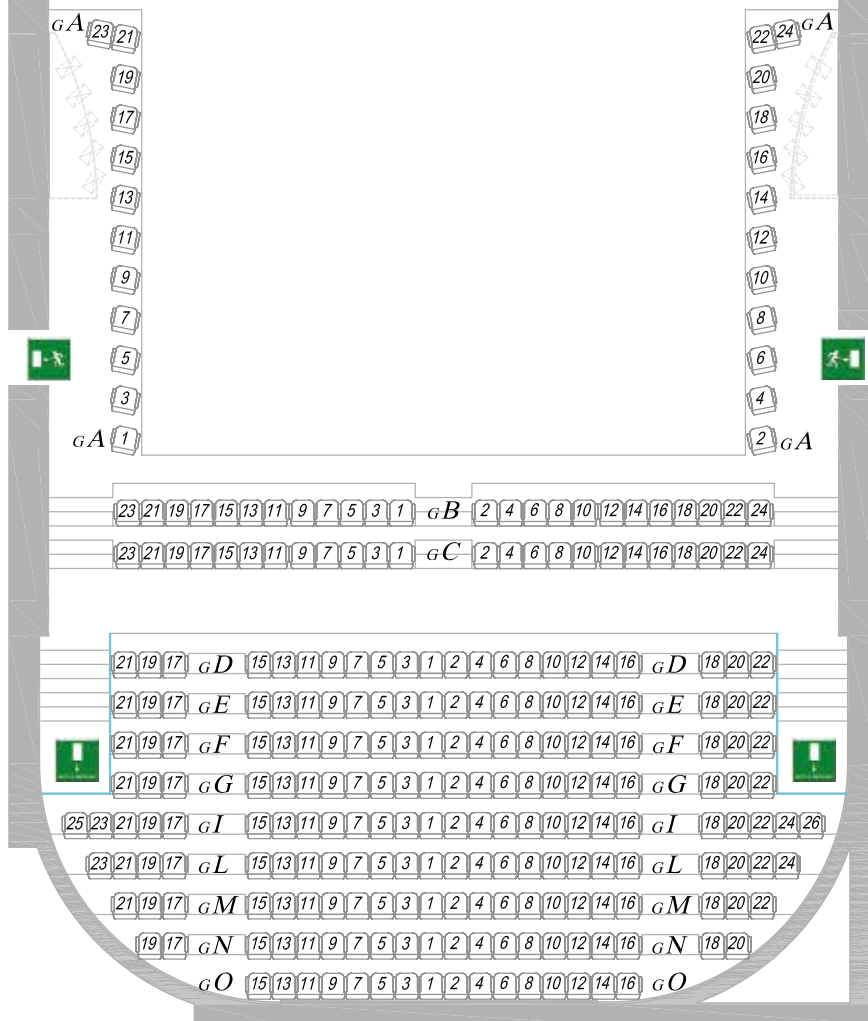 GA 23 21 22 24 GA
19 20
17 18
15 16
13 14
11 12
9 10
7 8
5 6
3 4
GA 1 2 GA
23 21 19 17 15 13 11 9 7 5 3 1 GB 2 4 6 8 10 12 14 16 18 20 22 24
23 21 19 17 15 13 11 9 7 5 3 1 GC 2 4 6 8 10 12 14 16 18 20 22 24
21 19 17 GD 15 13 11 9 7 5 3 1 2 4 6 8 10 12 14 16 GD 18 20 22
21 19 17 GE 15 13 11 9 7 5 3 1 2 4 6 8 10 12 14 16 GE 18 20 22
21 19 17 GF 15 13 11 9 7 5 3 1 2 4 6 8 10 12 14 16 GF 18 20 22
21 19 17 GG 15 13 11 9 7 5 3 1 2 4 6 8 10 12 14 16 GG 18 20 22
25 23 21 19 17 GI 15 13 11 9 7 5 3 1 2 4 6 8 10 12 14 16 GI 18 20 22 24 26
23 21 19 17 GL 15 13 11 9 7 5 3 1 2 4 6 8 10 12 14 16 GL 18 20 22 24
21 19 17 GM 15 13 11 9 7 5 3 1 2 4 6 8 10 12 14 16 GM 18 20 22
19 17 GN 15 13 11 9 7 5 3 1 2 4 6 8 10 12 14 16 GN 18 20
GO 15 13 11 9 7 5 3 1 2 4 6 8 10 12 14 16 GO